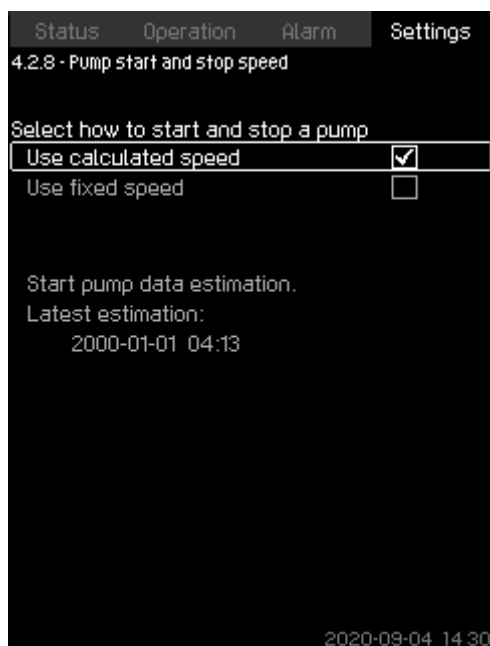 Status Operation Alarm Settings
4.2.8 - Pump start and stop speed
Select how to start and stop a pump
Use calculated speed
Use fixed speed
Start pump data estimation.
Latest estimation:
2000-01-01 04:13
2020-09-04 14:30